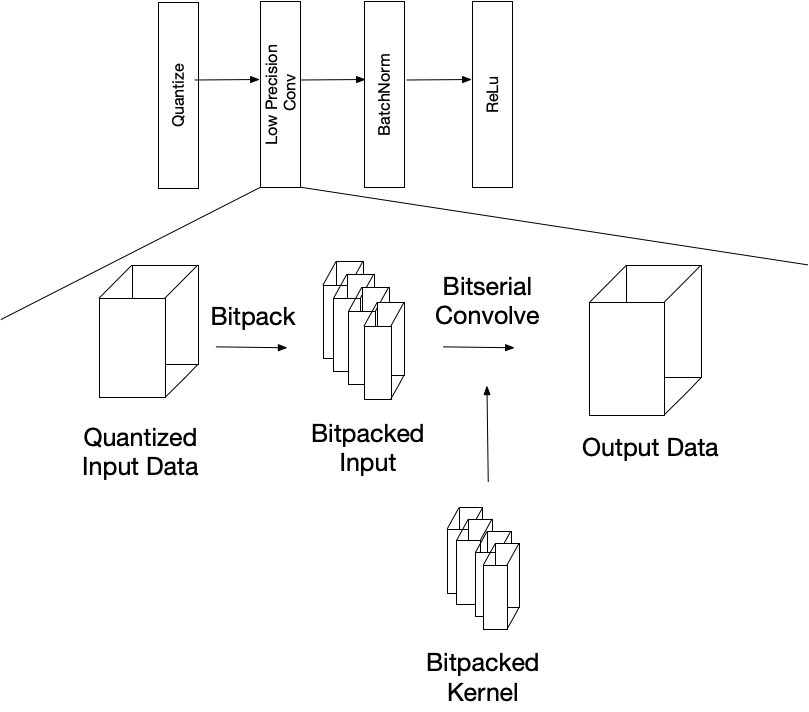 Quantize
Low Precision
Conv
BatchNorm
ReLu
Bitpack
Bitserial
Convolve
Quantized
Input Data
Bitpacked
Input
Output Data
Bitpacked
Kernel